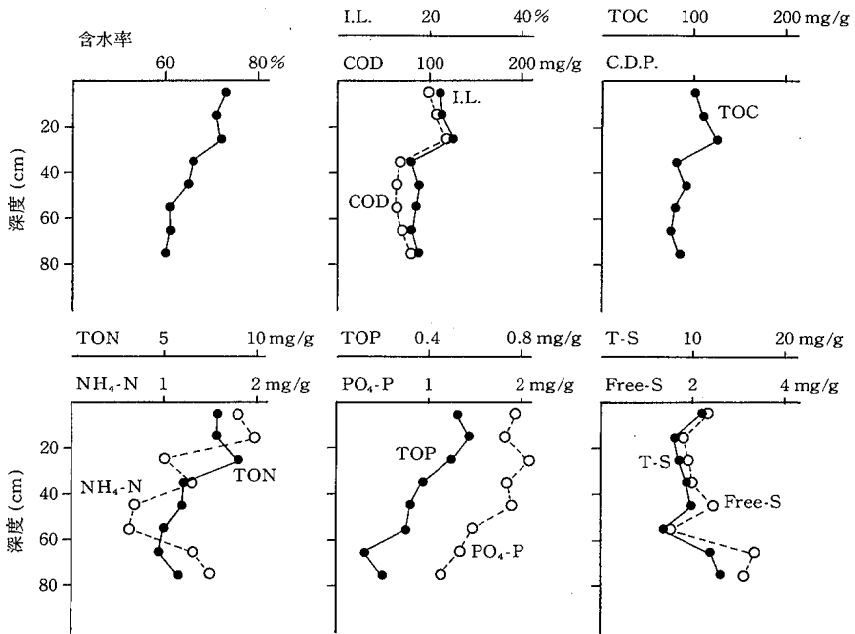 含水率
60 80%
I.L. 20 40 %
COD 100 200 mg/g
I.L.
COD
TOC 100 200 mg/g
C.D.P.
TOC
深度 (cm)
20
40
60
80
TON 5 10 mg/g
NH₄-N 1 2 mg/g
NH₄-N
TON
TOP 0.4 0.8 mg/g
PO₄-P 1 2 mg/g
TOP
PO₄-P
T-S 10 20 mg/g
Free-S 2 4 mg/g
T-S
Free-S
深度 (cm)
20
40
60
80